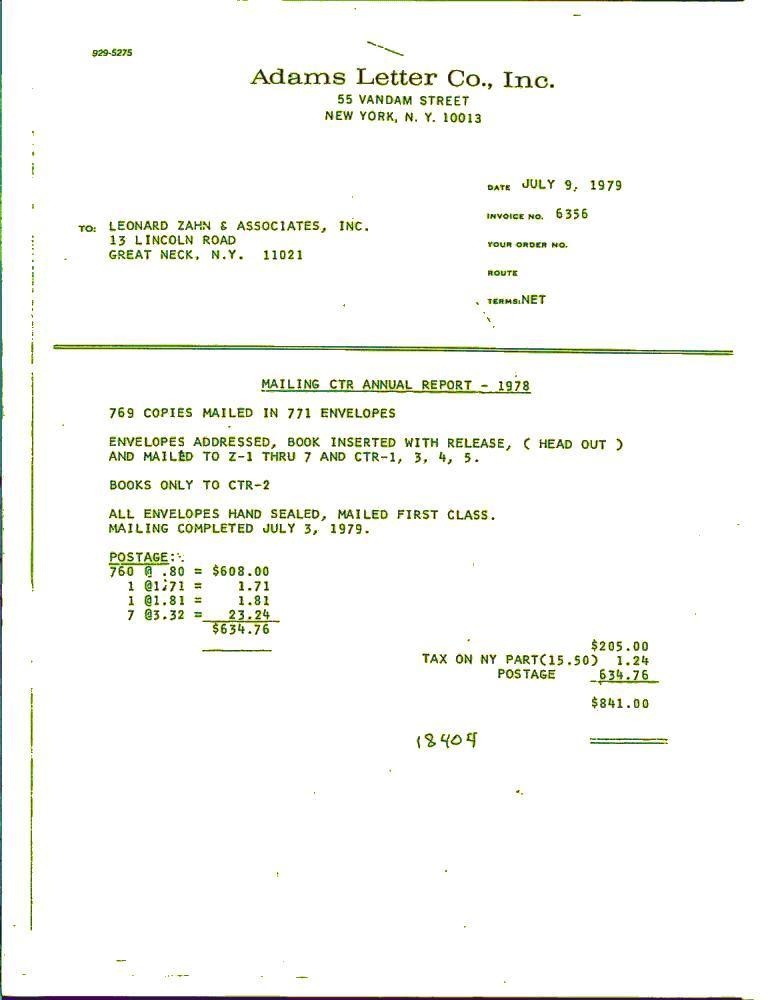 929-5275
Adams Letter Co., Inc.
55 VANDAM STREET
NEW YORK, N. Y. 10013
DATE JULY 9, 1979
INVOICE NO. 6356
TO: LEONARD ZAHN & ASSOCIATES, INC.
13 LINCOLN ROAD
GREAT NECK, N.Y. 11021
YOUR ORDER NO.
ROUTE
TERMS: NET
MAILING CTR ANNUAL REPORT - 1978
769 COPIES MAILED IN 771 ENVELOPES
ENVELOPES ADDRESSED, BOOK INSERTED WITH RELEASE, ( HEAD OUT )
AND MAILED TO Z-1 THRU 7 AND CTR-1, 3, 4, 5.
BOOKS ONLY TO CTR-2
ALL ENVELOPES HAND SEALED, MAILED FIRST CLASS.
MAILING COMPLETED JULY 3, 1979.
POSTAGE:
760 @ .80 = $608.00
1 @1.71 = 1.71
1 @1.81 = 1.81
7 @3.32 = 23.24
$634.76
$205.00
TAX ON NY PART(15.50) 1.24
POSTAGE 634.76
$841.00
18404